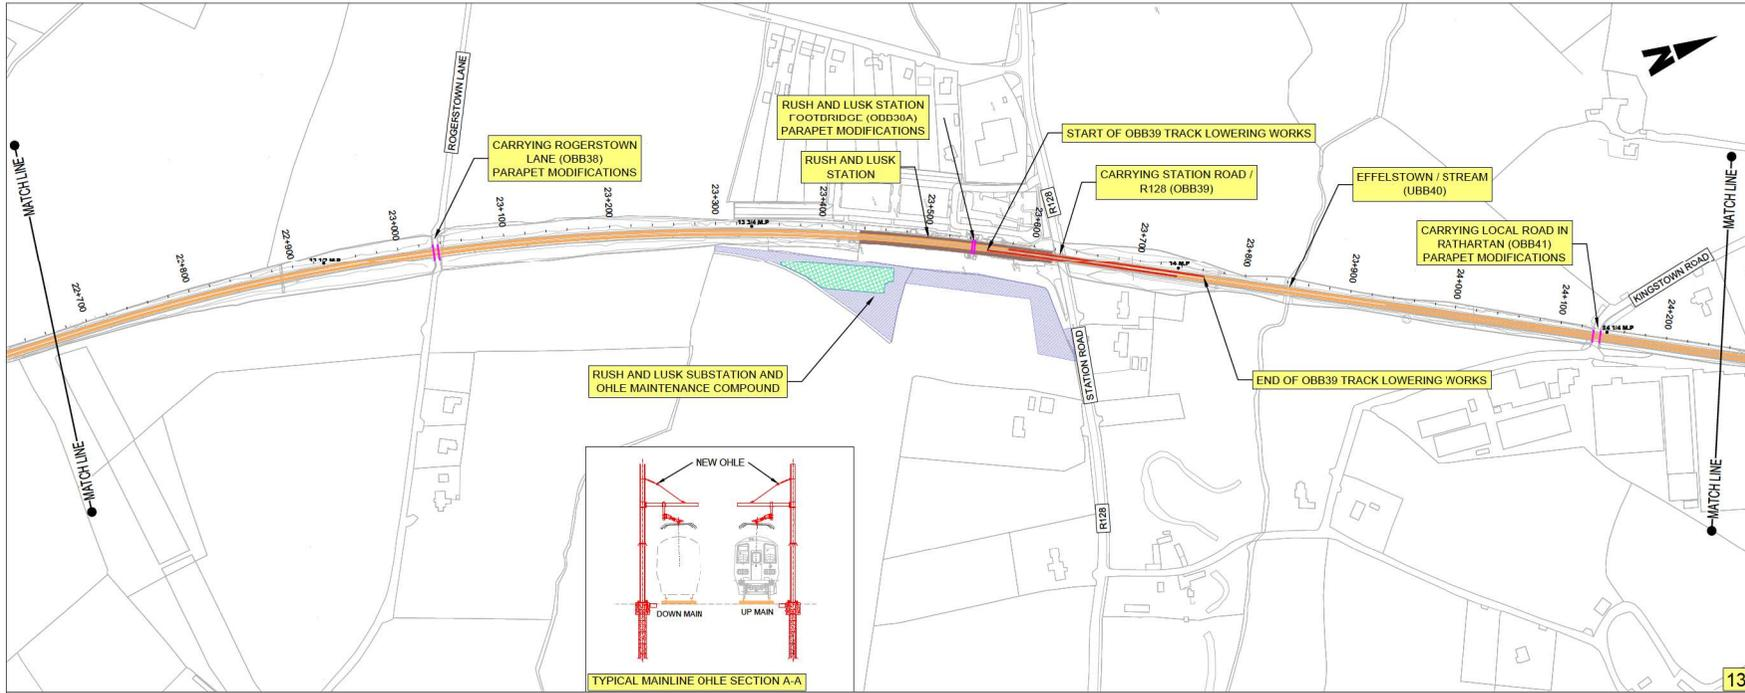 ROGERSTOWN LANE
CARRYING ROGERSTOWN
LANE (OBB38)
PARAPET MODIFICATIONS
RUSH AND LUSK STATION
FOOTBRIDGE (OBB38A)
PARAPET MODIFICATIONS
RUSH AND LUSK
STATION
START OF OBB39 TRACK LOWERING WORKS
R128
CARRYING STATION ROAD /
R128 (OBB39)
EFFELSTOWN / STREAM
(UBB40)
CARRYING LOCAL ROAD IN
RATHARTAN (OBB41)
PARAPET MODIFICATIONS
KINGSTOWN ROAD
N
MATCH LINE
MATCH LINE
MATCH LINE
MATCH LINE
22+700
22+800
22+900
23+000
23+100
23+200
23+300
23+400
23+500
23+600
23+700
23+800
23+900
24+000
24+100
24+200
13 1/2 M.P
13 3/4 M.P
14 M.P
14 1/4 M.P
RUSH AND LUSK SUBSTATION AND
OHLE MAINTENANCE COMPOUND
STATION ROAD
END OF OBB39 TRACK LOWERING WORKS
R128
NEW OHLE
DOWN MAIN
UP MAIN
TYPICAL MAINLINE OHLE SECTION A-A
13